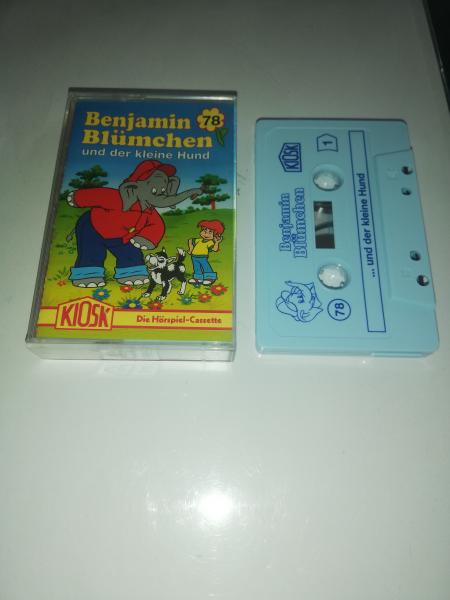 Benjamin 78
Blümchen
und der kleine Hund
KIOSK
Die Hörspiel-Cassette
KIOSK
1
Benjamin
Blümchen
... und der kleine Hund
78